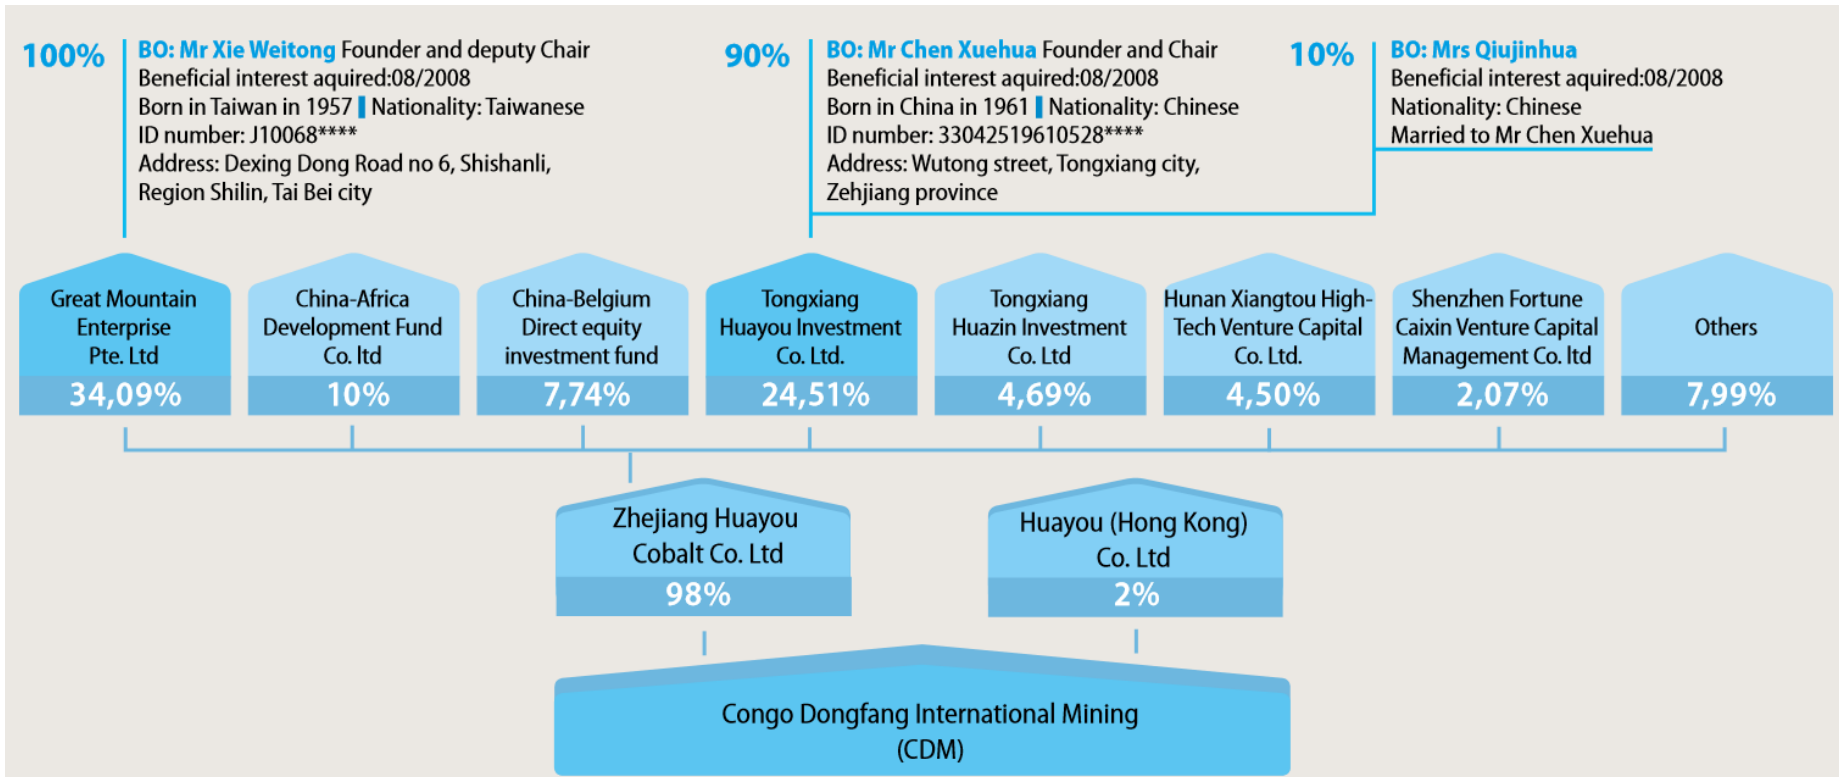 100%
BO: Mr Xie Weitong Founder and deputy Chair
Beneficial interest aquired:08/2008
Born in Taiwan in 1957 | Nationality: Taiwanese
ID number: J10068****
Address: Dexing Dong Road no 6, Shishanli,
Region Shilin, Tai Bei city
90%
BO: Mr Chen Xuehua Founder and Chair
Beneficial interest aquired:08/2008
Born in China in 1961 | Nationality: Chinese
ID number: 33042519610528****
Address: Wutong street, Tongxiang city,
Zehjiang province
10%
BO: Mrs Qiujinhua
Beneficial interest aquired:08/2008
Nationality: Chinese
Married to Mr Chen Xuehua
Great Mountain
Enterprise
Pte. Ltd
34,09%
China-Africa
Development Fund
Co. ltd
10%
China-Belgium
Direct equity
investment fund
7,74%
Tongxiang
Huayou Investment
Co. Ltd.
24,51%
Tongxiang
Huazin Investment
Co. Ltd
4,69%
Hunan Xiangtou High-
Tech Venture Capital
Co. Ltd.
4,50%
Shenzhen Fortune
Caixin Venture Capital
Management Co. ltd
2,07%
Others
7,99%
Zhejiang Huayou
Cobalt Co. Ltd
98%
Huayou (Hong Kong)
Co. Ltd
2%
Congo Dongfang International Mining
(CDM)